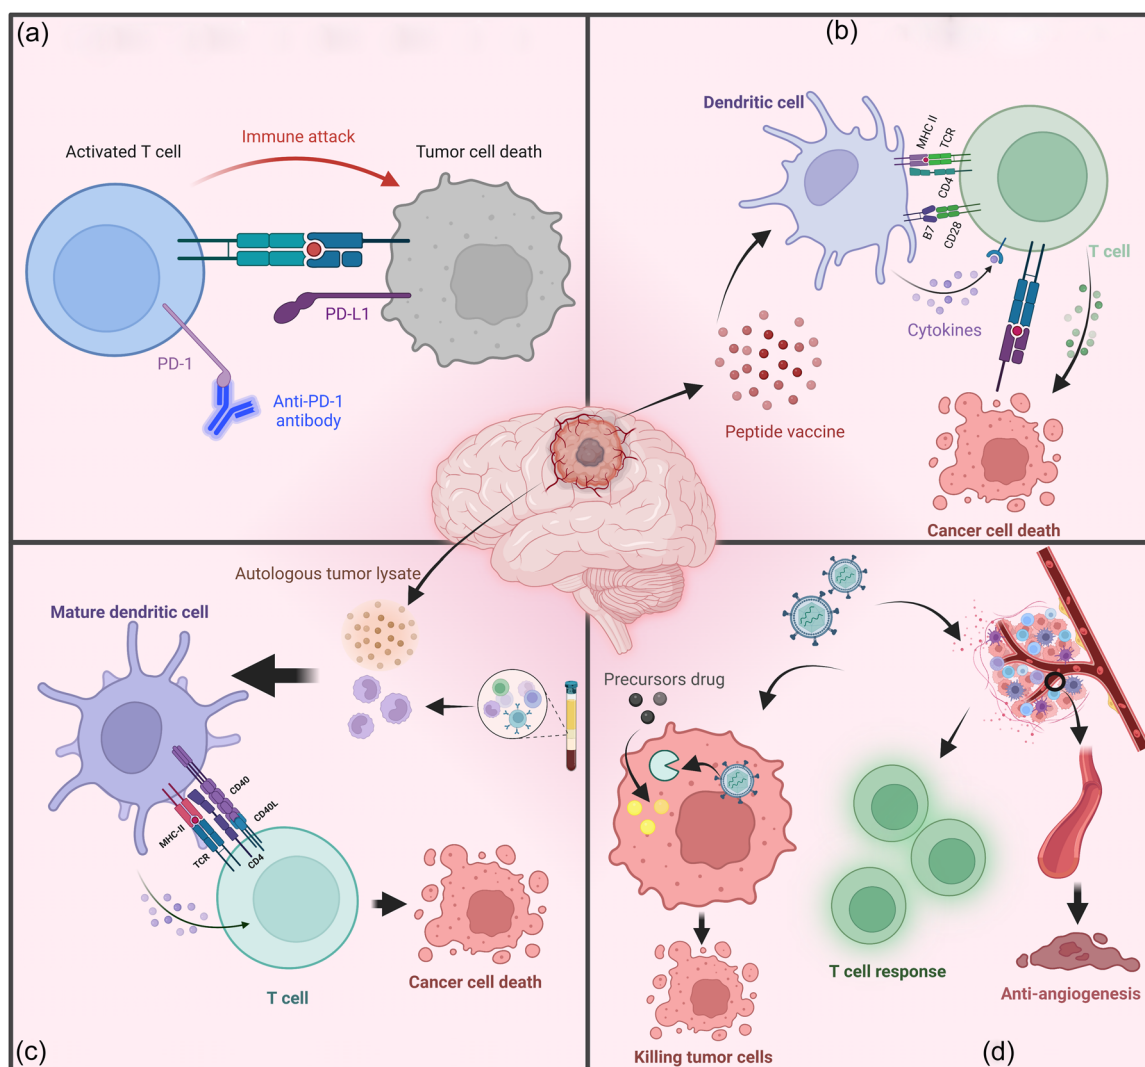 (a)
Immune attack
Activated T cell
Tumor cell death
PD-L1
PD-1
Anti-PD-1
antibody
(b)
Dendritic cell
MHC II
TCR
CD4
B7
CD28
T cell
Cytokines
Peptide vaccine
Cancer cell death
Autologous tumor lysate
Mature dendritic cell
CD40
CD40L
MHC-II
TCR
CD4
T cell
Cancer cell death
(c)
Precursors drug
T cell response
Anti-angiogenesis
Killing tumor cells
(d)